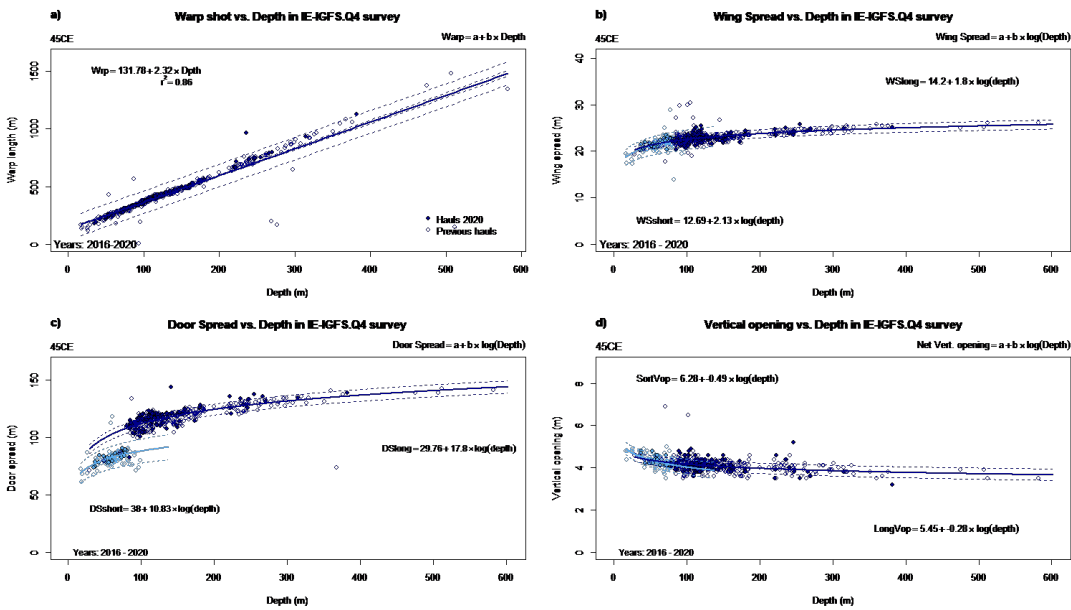 a) Warp shot vs. Depth in IE-IGFS.Q4 survey
45CE Warp = a + b × Depth
Wrp = 131.78 + 2.32 × Dpth
r² = 0.86
Warp length (m)
0 500 1000 1500
Hauls 2020
Previous hauls
Years: 2016-2020
0 100 200 300 400 500 600
Depth (m)
b) Wing Spread vs. Depth in IE-IGFS.Q4 survey
45CE Wing Spread = a + b × log(Depth)
WSlong = 14.2 + 1.8 × log(depth)
Wing spread (m)
0 10 20 30 40
WSshort = 12.69 + 2.13 × log(depth)
Years: 2016 - 2020
0 100 200 300 400 500 600
Depth (m)
c) Door Spread vs. Depth in IE-IGFS.Q4 survey
45CE Door Spread = a + b × log(Depth)
Door spread (m)
0 50 100 150
DSlong = 29.76 + 17.8 × log(depth)
DSshort = 38 + 10.83 × log(depth)
Years: 2016 - 2020
0 100 200 300 400 500 600
Depth (m)
d) Vertical opening vs. Depth in IE-IGFS.Q4 survey
45CE Net Vert. opening = a + b × log(Depth)
SortVop = 6.28 + -0.49 × log(depth)
Vertical opening (m)
0 2 4 6 8
LongVop = 5.45 + -0.28 × log(depth)
Years: 2016 - 2020
0 100 200 300 400 500 600
Depth (m)